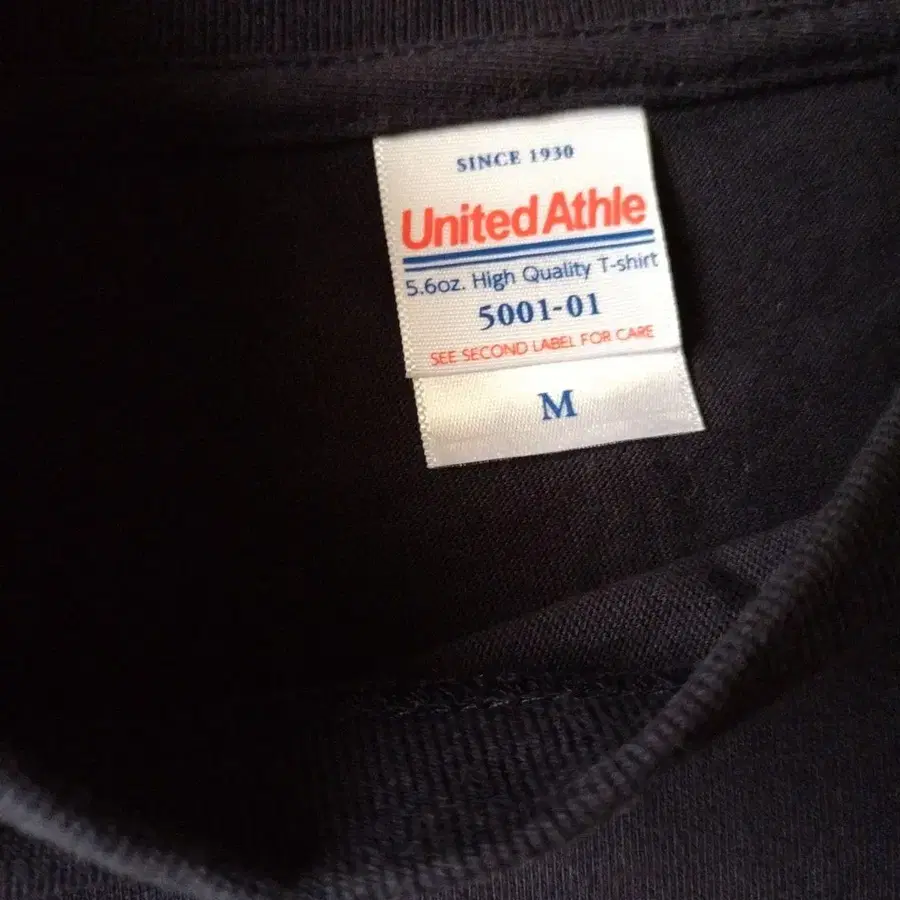 SINCE 1930
United Athle
5.6oz. High Quality T-shirt
5001-01
SEE SECOND LABEL FOR CARE
M